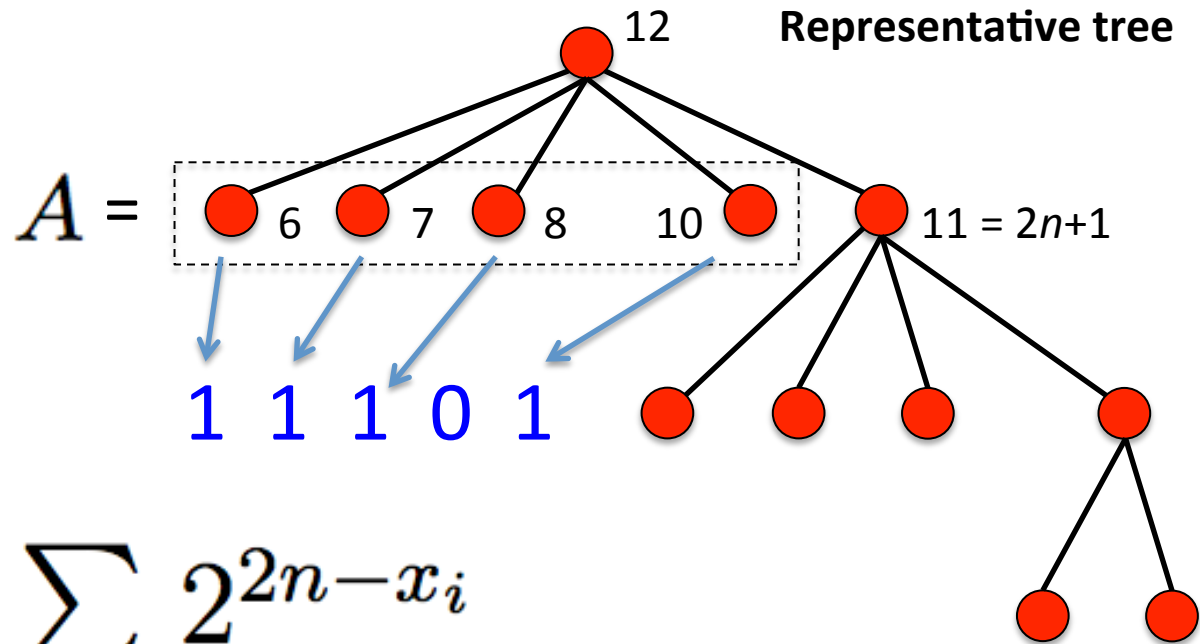 12
Representative tree
A =
6 7 8 10
11 = 2n+1
1 1 1 0 1
∑ 2^{2n−x_i}